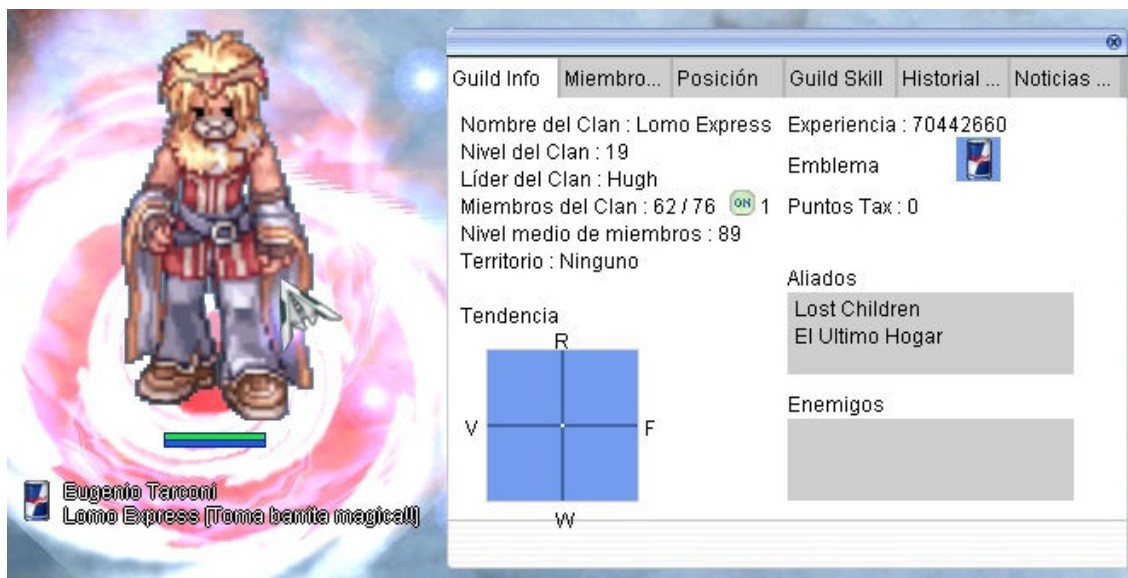 Guild Info
Miembro...
Posición
Guild Skill
Historial ...
Noticias ...
Nombre del Clan : Lomo Express
Nivel del Clan : 19
Líder del Clan : Hugh
Miembros del Clan : 62 / 76 ON 1
Nivel medio de miembros : 89
Territorio : Ninguno
Tendencia
R
V
F
W
Experiencia : 70442660
Emblema
Puntos Tax : 0
Aliados
Lost Children
El Ultimo Hogar
Enemigos
Eugenio Tarconi
Lomo Express [Toma barrita magica!!]